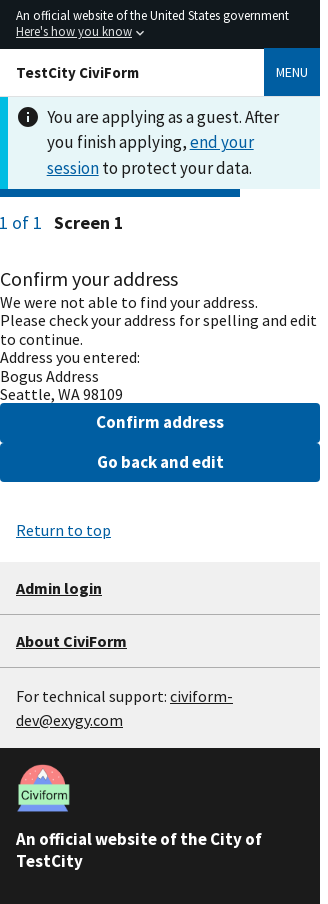 An official website of the United States government
Here's how you know
TestCity CiviForm
MENU
You are applying as a guest. After
you finish applying, end your
session to protect your data.
1 of 1 Screen 1
Confirm your address
We were not able to find your address.
Please check your address for spelling and edit
to continue.
Address you entered:
Bogus Address
Seattle, WA 98109
Confirm address
Go back and edit
Return to top
Admin login
About CiviForm
For technical support: civiform-
dev@exygy.com
Civiform
An official website of the City of
TestCity